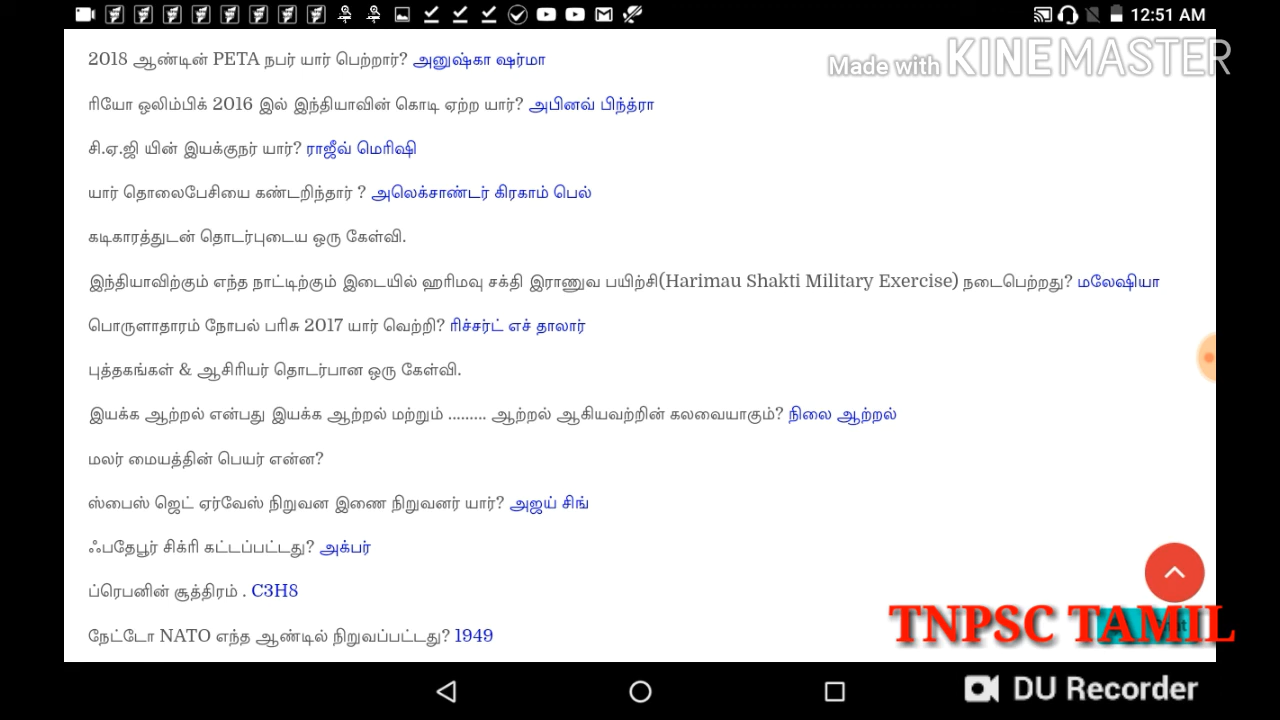 12:51 AM
Made with KINEMASTER
2018 ஆண்டின் PETA நபர் யார் பெற்றார்? அனுஷ்கா ஷர்மா
ரியோ ஒலிம்பிக் 2016 இல் இந்தியாவின் கொடி ஏற்ற யார்? அபினவ் பிந்த்ரா
சி.ஏ.ஜி யின் இயக்குநர் யார்? ராஜீவ் மெரிஷி
யார் தொலைபேசியை கண்டறிந்தார் ? அலெக்சாண்டர் கிரகாம் பெல்
கடிகாரத்துடன் தொடர்புடைய ஒரு கேள்வி.
இந்தியாவிற்கும் எந்த நாட்டிற்கும் இடையில் ஹரிமவு சக்தி இராணுவ பயிற்சி(Harimau Shakti Military Exercise) நடைபெற்றது? மலேஷியா
பொருளாதாரம் நோபல் பரிசு 2017 யார் வெற்றி? ரிச்சர்ட் எச் தாலார்
புத்தகங்கள் & ஆசிரியர் தொடர்பான ஒரு கேள்வி.
இயக்க ஆற்றல் என்பது இயக்க ஆற்றல் மற்றும் ......... ஆற்றல் ஆகியவற்றின் கலவையாகும்? நிலை ஆற்றல்
மலர் மையத்தின் பெயர் என்ன?
ஸ்பைஸ் ஜெட் ஏர்வேஸ் நிறுவன இணை நிறுவனர் யார்? அஜய் சிங்
ஃபதேபூர் சிக்ரி கட்டப்பட்டது? அக்பர்
ப்ரெபனின் சூத்திரம் . C3H8
நேட்டோ NATO எந்த ஆண்டில் நிறுவப்பட்டது? 1949
TNPSC TAMIL
DU Recorder